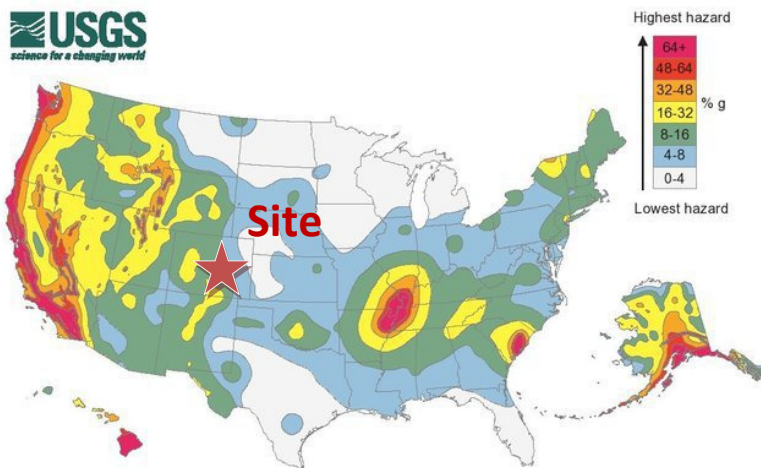 USGS
science for a changing world
Highest hazard
64+
48-64
32-48
16-32
8-16
4-8
0-4
% g
Lowest hazard
Site